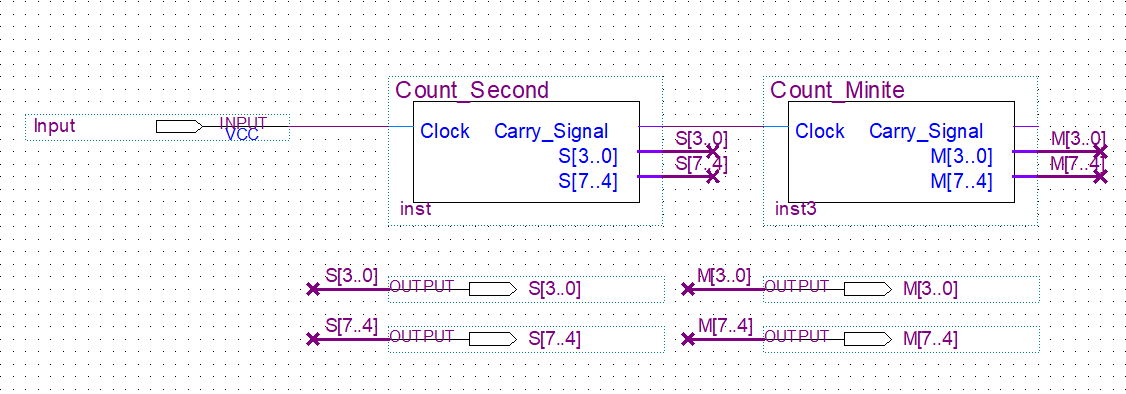 Count_Second
Count_Minite
Input
INPUT
VCC
Clock
Carry_Signal
S[3..0]
S[7..4]
S[3..0]
S[7..4]
inst
Clock
Carry_Signal
M[3..0]
M[7..4]
M[3..0]
M[7..4]
inst3
S[3..0]
OUTPUT
S[3..0]
M[3..0]
OUTPUT
M[3..0]
S[7..4]
OUTPUT
S[7..4]
M[7..4]
OUTPUT
M[7..4]